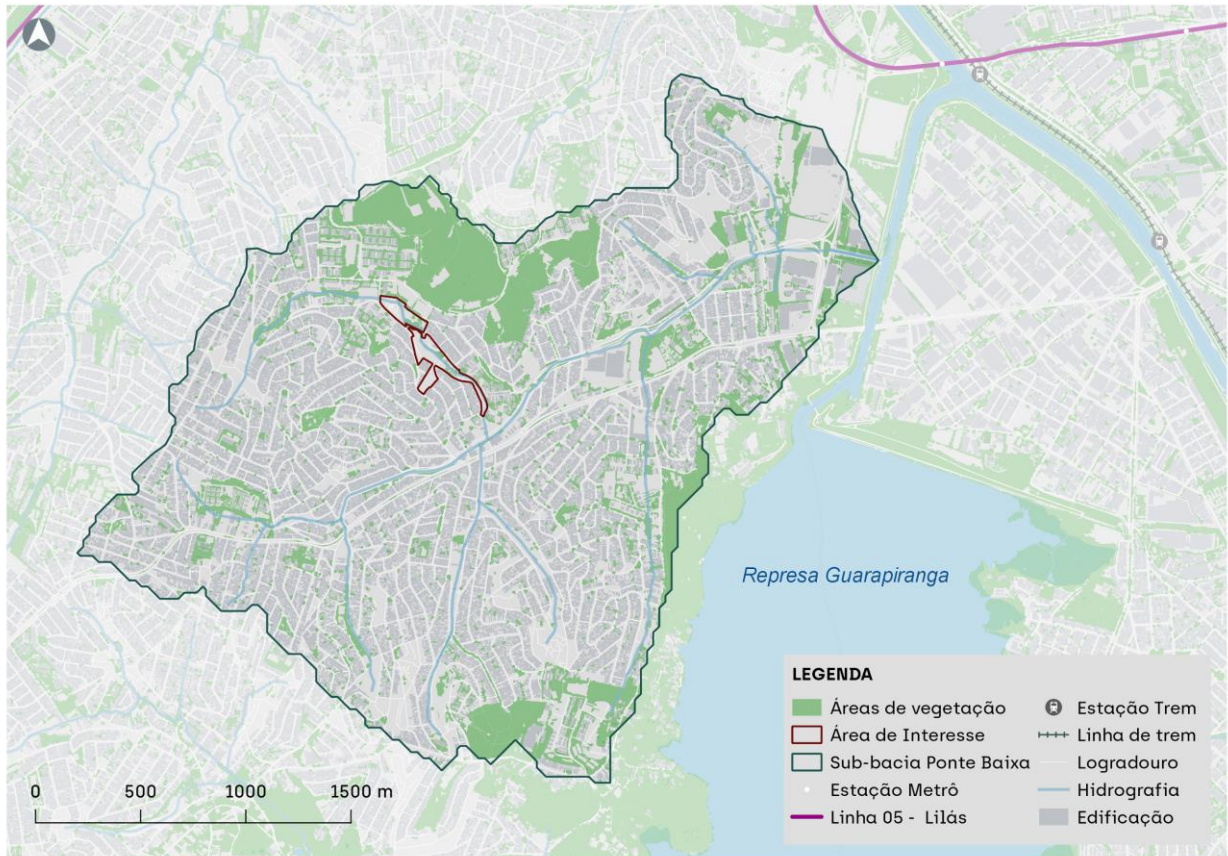 Represa Guarapiranga
LEGENDA
Áreas de vegetação
Área de Interesse
Sub-bacia Ponte Baixa
Estação Metrô
Linha 05 - Lilás
Estação Trem
Linha de trem
Logradouro
Hidrografia
Edificação
0 500 1000 1500 m